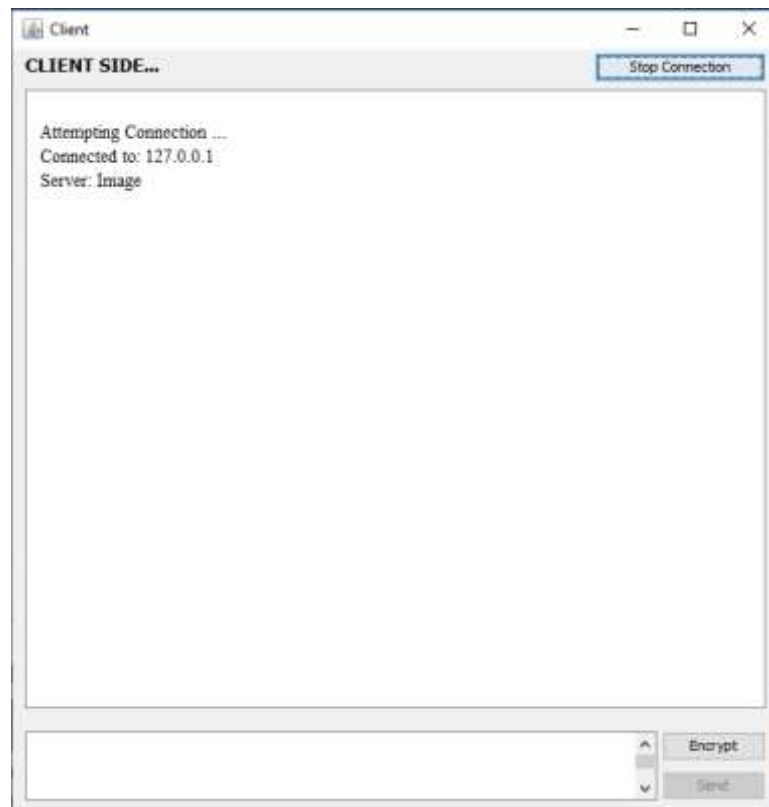 Client
CLIENT SIDE...
Stop Connection
Attempting Connection ...
Connected to: 127.0.0.1
Server: Image
Encrypt
Send